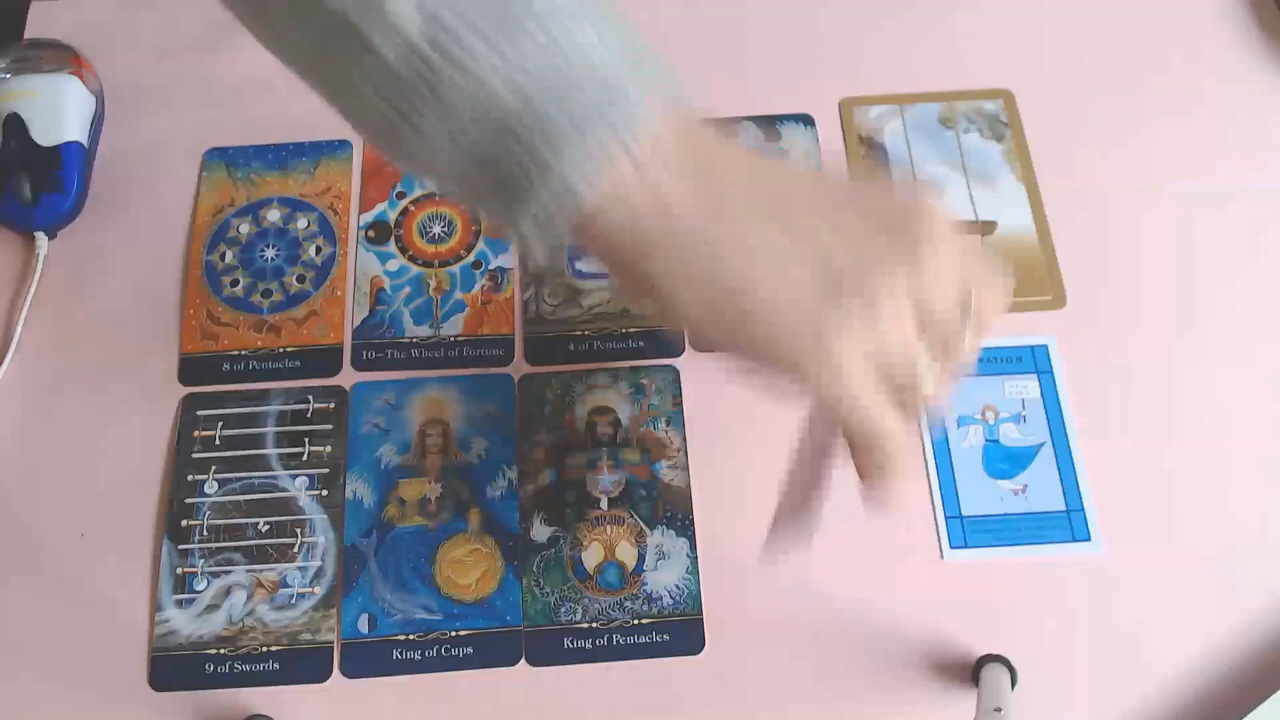 8 of Pentacles
10–The Wheel of Fortune
4 of Pentacles
9 of Swords
King of Cups
King of Pentacles